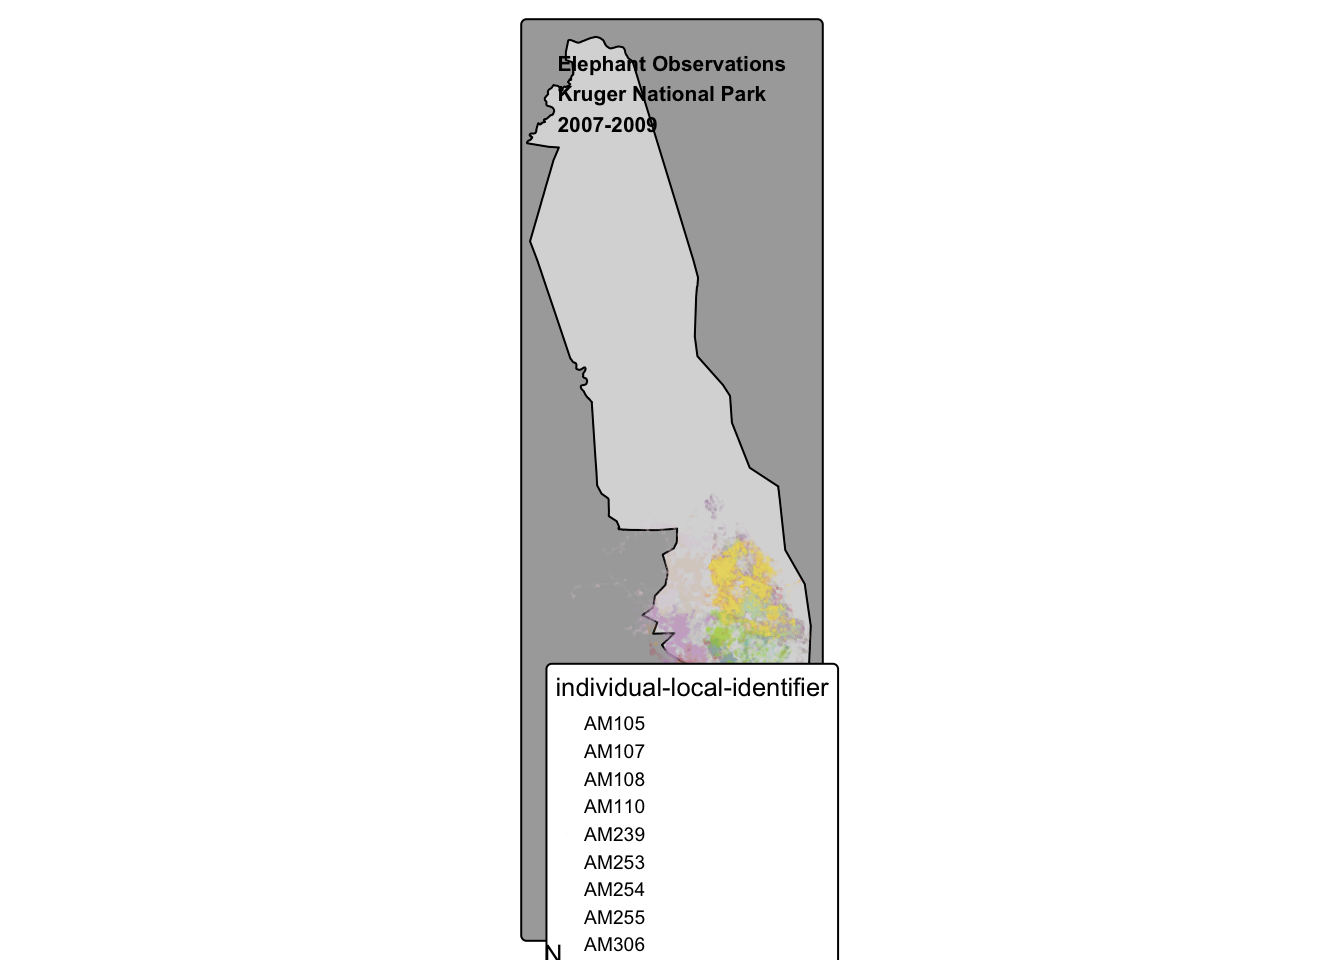 Elephant Observations
Kruger National Park
2007-2009
individual-local-identifier
AM105
AM107
AM108
AM110
AM239
AM253
AM254
AM255
AM306
N